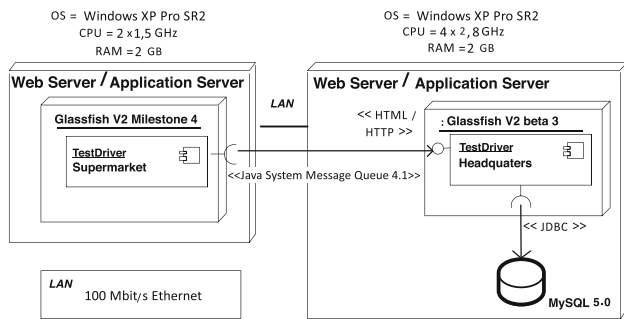 OS = Windows XP Pro SR2
CPU = 2 x1,5 GHz
RAM =2 GB
OS = Windows XP Pro SR2
CPU = 4 x 2,8 GHz
RAM =2 GB
Web Server / Application Server
Web Server / Application Server
LAN
Glassfish V2 Milestone 4
TestDriver
Supermarket
<< HTML /
HTTP >>
: Glassfish V2 beta 3
TestDriver
Headquaters
<<Java System Message Queue 4.1>>
<< JDBC >>
MySQL 5.0
LAN
100 Mbit/s Ethernet